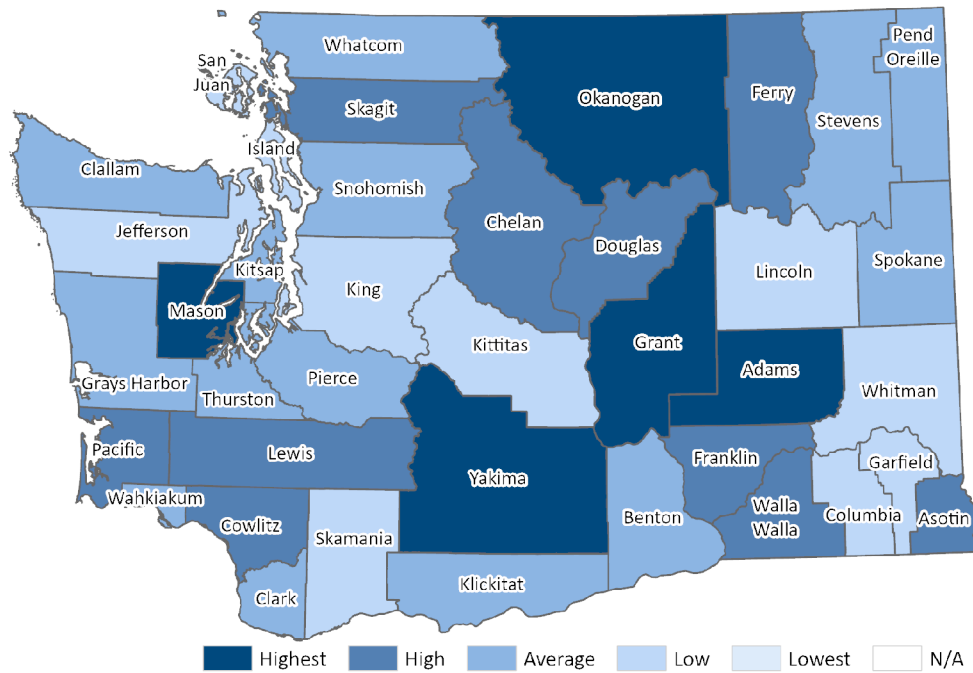 Whatcom
Pend
Oreille
San
Juan
Okanogan
Ferry
Skagit
Stevens
Island
Clallam
Snohomish
Chelan
Jefferson
Douglas
Kitsap
King
Lincoln
Spokane
Mason
Kittitas
Grant
Adams
Grays Harbor
Thurston
Pierce
Whitman
Pacific
Lewis
Yakima
Franklin
Garfield
Wahkiakum
Cowlitz
Skamania
Benton
Walla
Walla
Columbia
Asotin
Clark
Klickitat
Highest High Average Low Lowest N/A